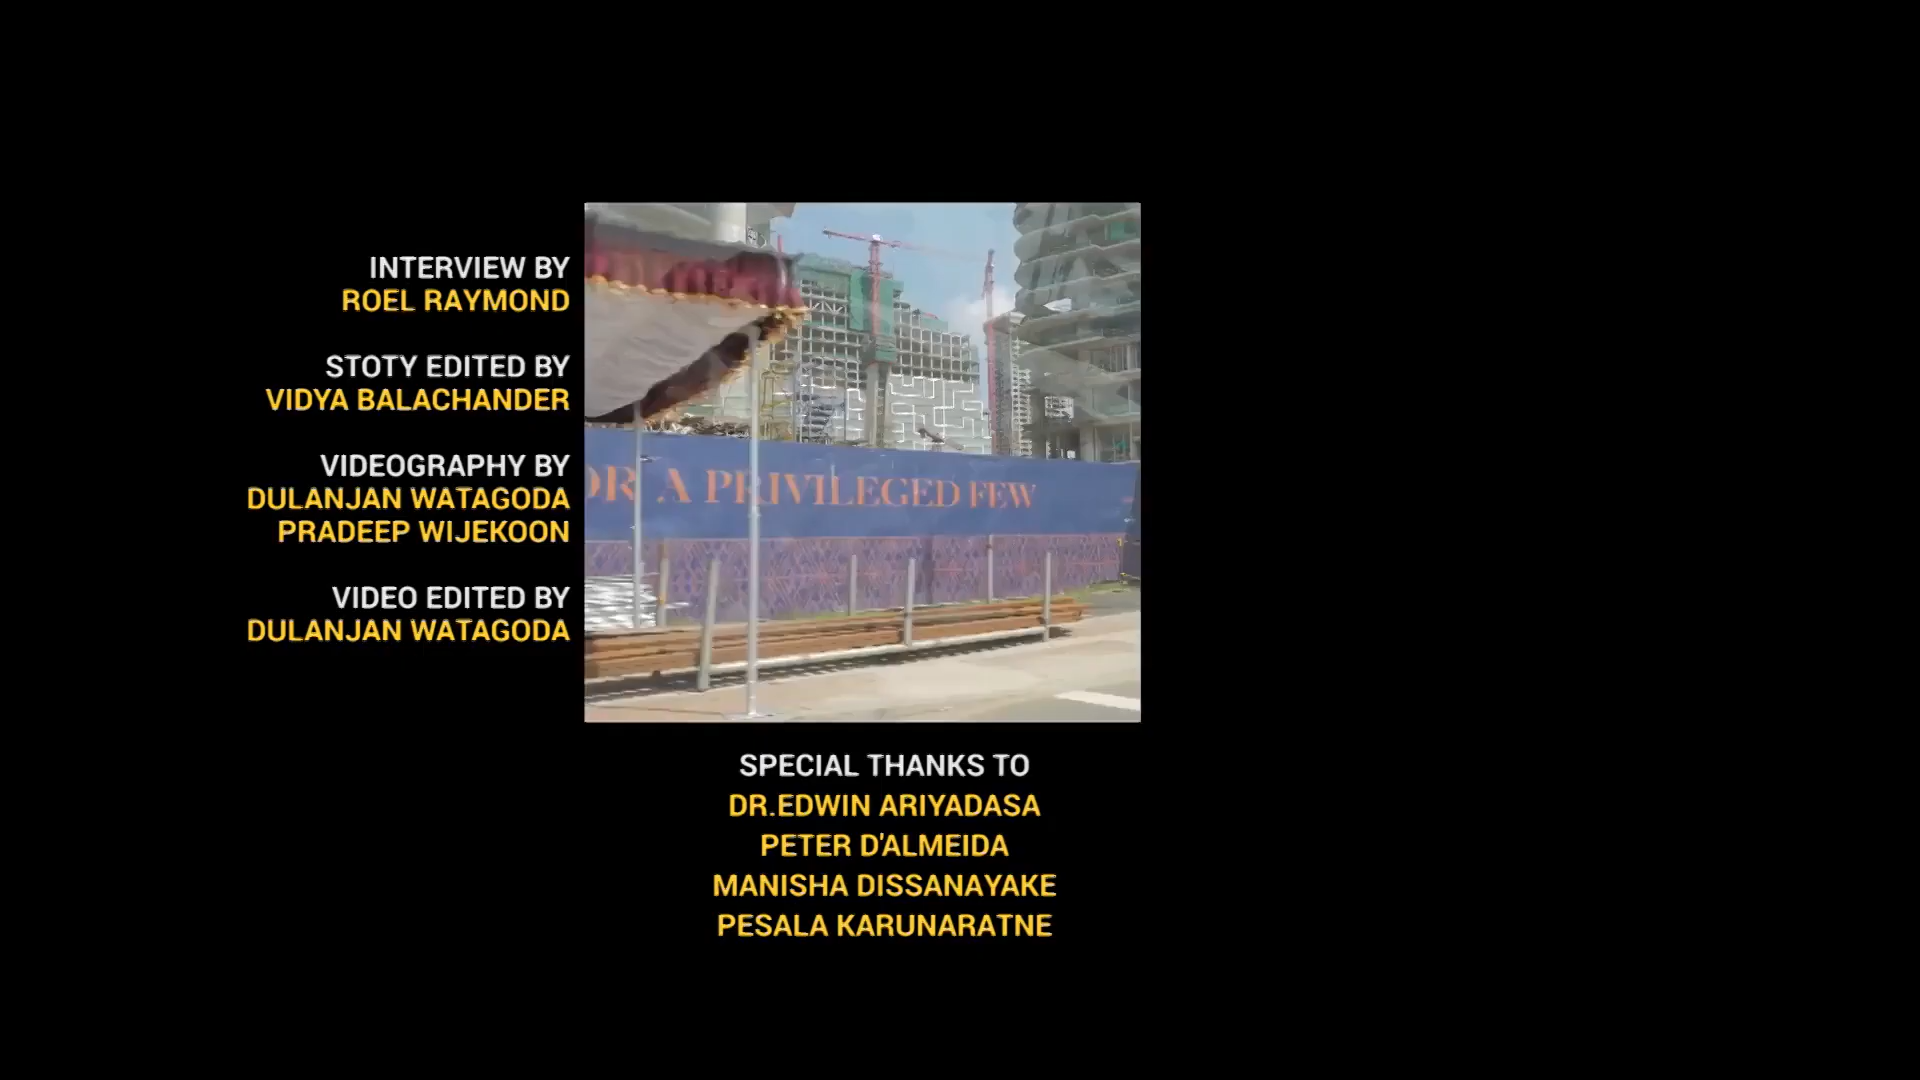 INTERVIEW BY
ROEL RAYMOND
STOTY EDITED BY
VIDYA BALACHANDER
VIDEOGRAPHY BY
DULANJAN WATAGODA
PRADEEP WIJEKOON
VIDEO EDITED BY
DULANJAN WATAGODA
A PRIVILEGED FEW
SPECIAL THANKS TO
DR.EDWIN ARIYADASA
PETER D'ALMEIDA
MANISHA DISSANAYAKE
PESALA KARUNARATNE